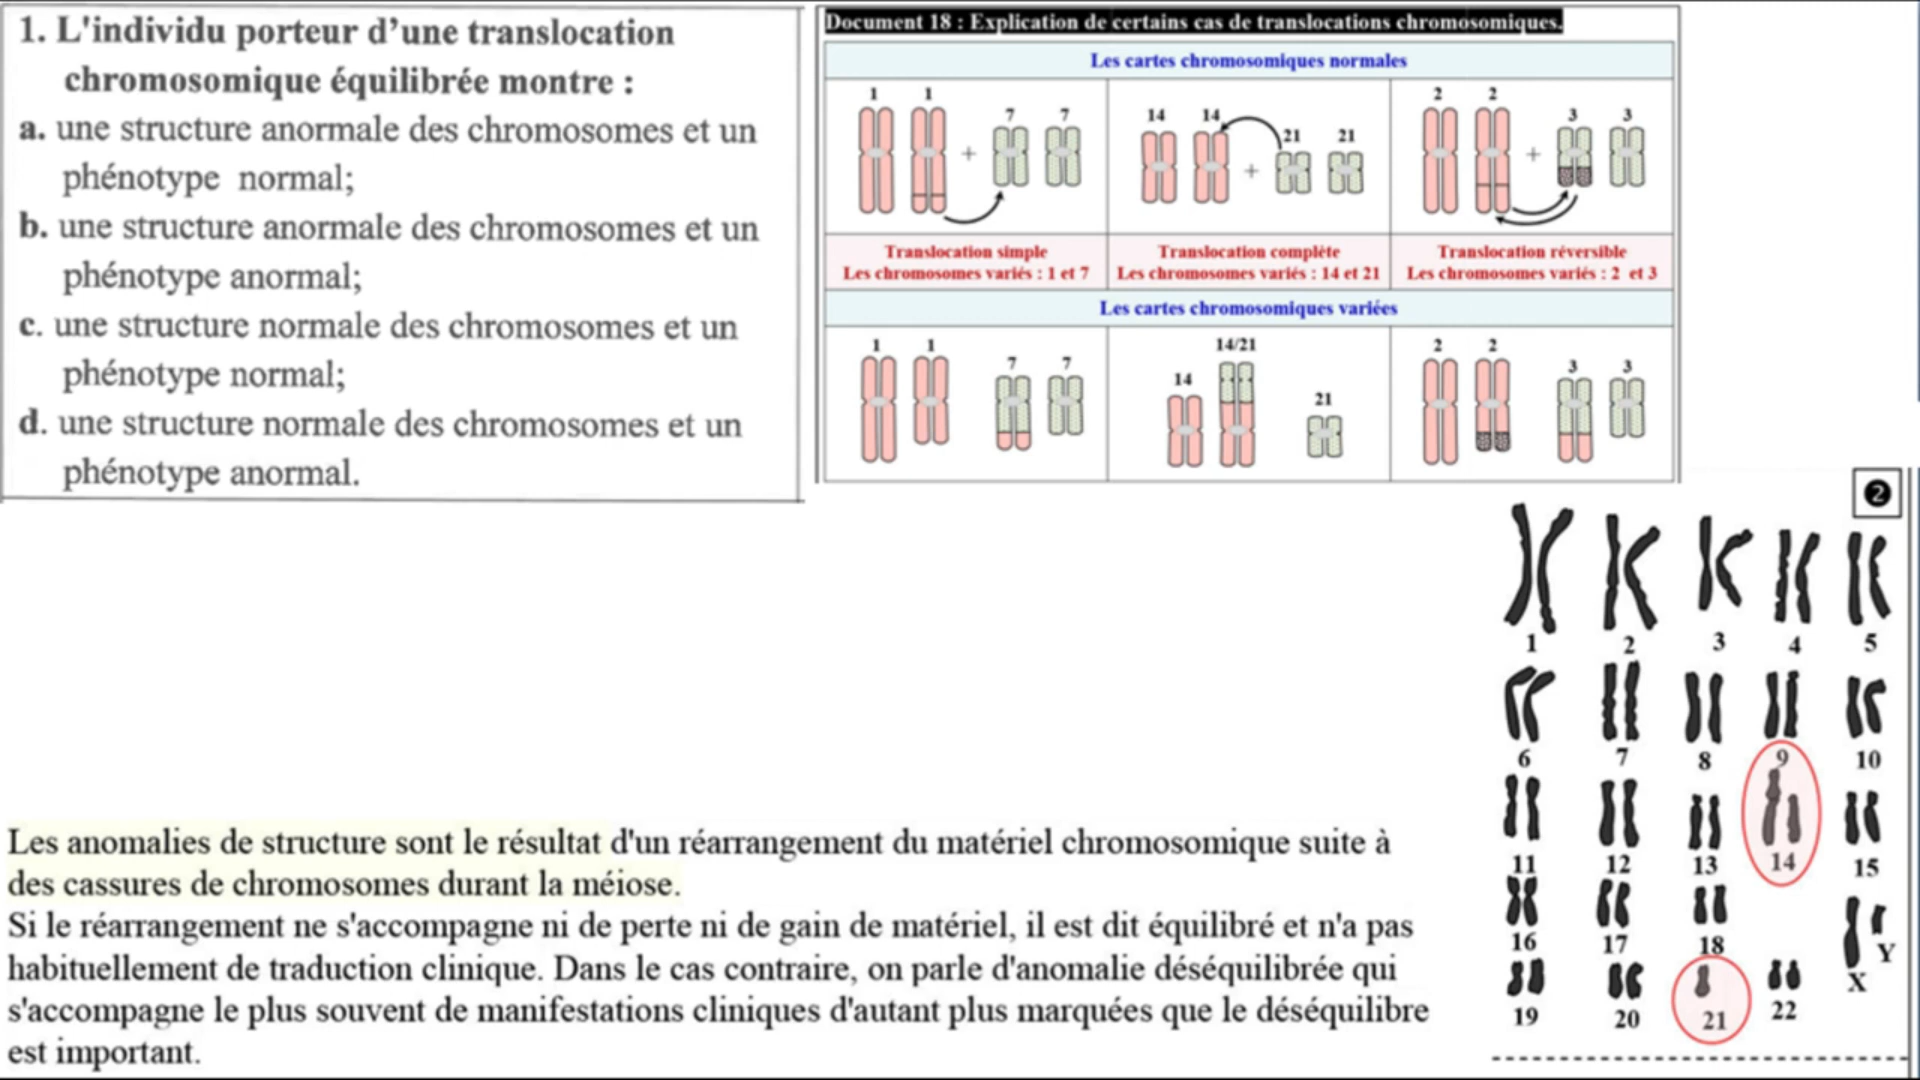 1. L'individu porteur d’une translocation
chromosomique équilibrée montre :
a. une structure anormale des chromosomes et un
phénotype normal;
b. une structure anormale des chromosomes et un
phénotype anormal;
c. une structure normale des chromosomes et un
phénotype normal;
d. une structure normale des chromosomes et un
phénotype anormal.
Document 18 : Explication de certains cas de translocations chromosomiques.
Les cartes chromosomiques normales
1 1 + 7 7
14 14 + 21 21
2 2 + 3 3
Translocation simple
Les chromosomes variés : 1 et 7
Translocation complète
Les chromosomes variés : 14 et 21
Translocation réversible
Les chromosomes variés : 2 et 3
Les cartes chromosomiques variées
1 1 7 7
14 14/21 21
2 2 3 3
❷
1 2 3 4 5
6 7 8 9 10
11 12 13 14 15
16 17 18 X Y
19 20 21 22
Les anomalies de structure sont le résultat d'un réarrangement du matériel chromosomique suite à
des cassures de chromosomes durant la méiose.
Si le réarrangement ne s'accompagne ni de perte ni de gain de matériel, il est dit équilibré et n'a pas
habituellement de traduction clinique. Dans le cas contraire, on parle d'anomalie déséquilibrée qui
s'accompagne le plus souvent de manifestations cliniques d'autant plus marquées que le déséquilibre
est important.